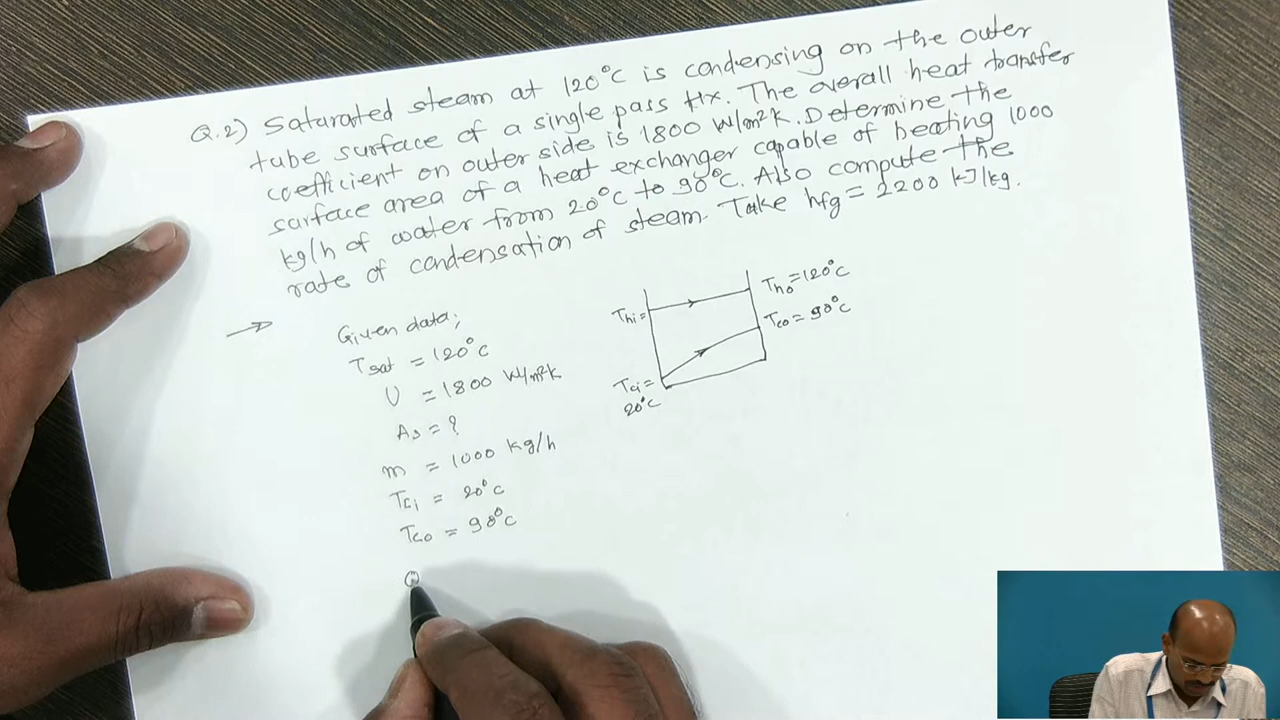 Q.2) Saturated steam at 120°C is condensing on the outer
tube surface of a single pass Hx. The overall heat transfer
coefficient on outer side is 1800 W/m²K. Determine the
surface area of a heat exchanger capable of heating 1000
kg/h of water from 20°C to 90°C. Also compute the
rate of condensation of steam. Take hfg = 2200 kJ/kg.
→ Given data;
Tsat = 120°C
U = 1800 W/m²K
As = ?
m = 1000 kg/h
Tci = 20°C
Tco = 90°C
Q
Thi =
Tho = 120°C
Tco = 90°C
Tci =
20°C